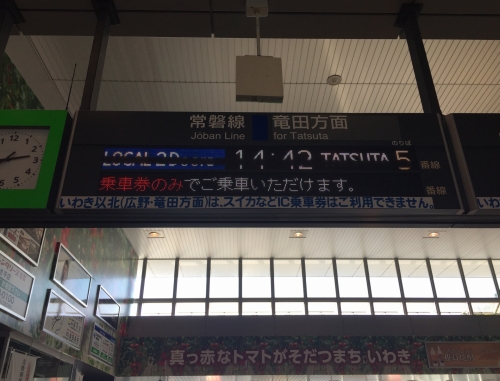 常磐線 竜田方面
Jōban Line for Tatsuta
のりば
LOCAL 2Doors 14:42 TATSUTA 5 番線
乗車券のみでご乗車いただけます。 番線
いわき以北(広野・竜田方面)は、スイカなどIC乗車券はご利用できません。
真っ赤なトマトがそだつまち いわき